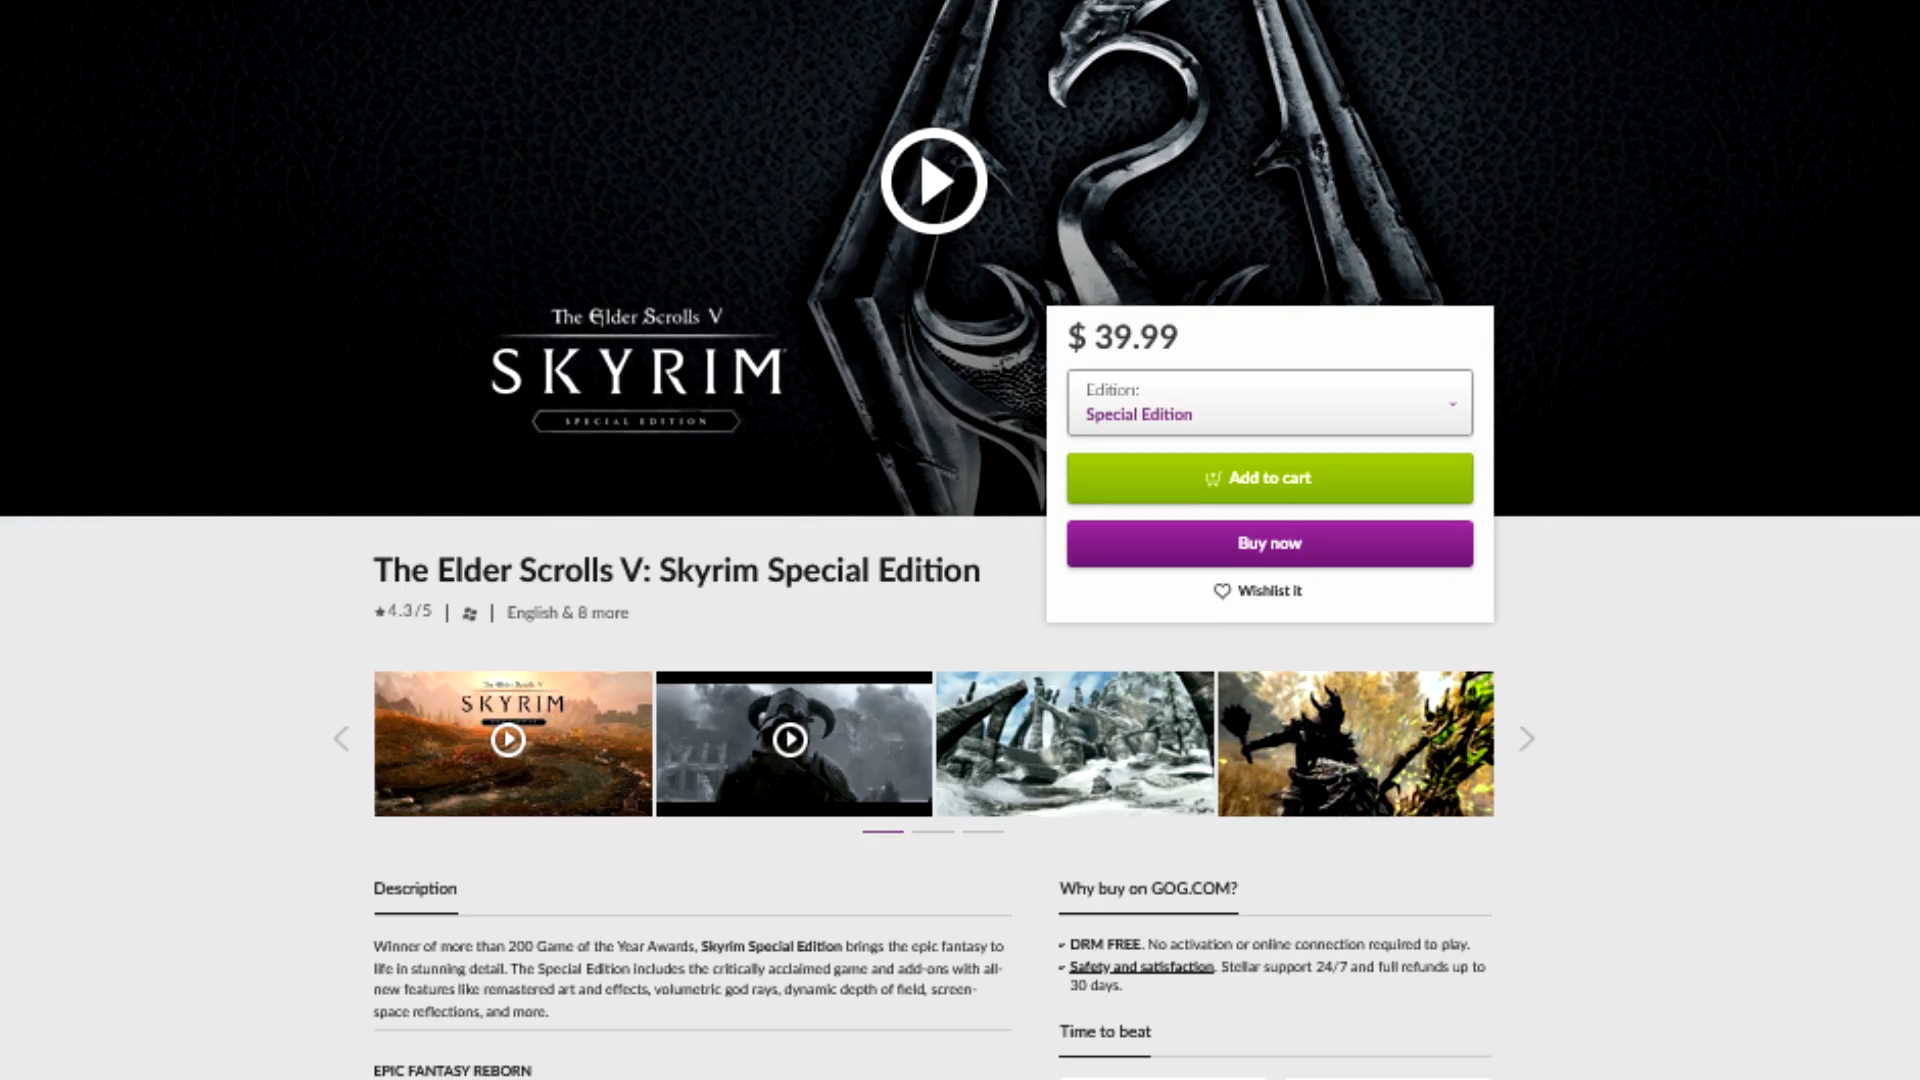 The Elder Scrolls V
SKYRIM
SPECIAL EDITION
$ 39.99
Edition:
Special Edition
Add to cart
Buy now
Wishlist it
The Elder Scrolls V: Skyrim Special Edition
4.3/5 | | English & 8 more
The Elder Scrolls V
SKYRIM
Description
Winner of more than 200 Game of the Year Awards, Skyrim Special Edition brings the epic fantasy to
life in stunning detail. The Special Edition includes the critically acclaimed game and add-ons with all-
new features like remastered art and effects, volumetric god rays, dynamic depth of field, screen-
space reflections, and more.
EPIC FANTASY REBORN
Why buy on GOG.COM?
DRM FREE. No activation or online connection required to play.
Safety and satisfaction. Stellar support 24/7 and full refunds up to
30 days.
Time to beat